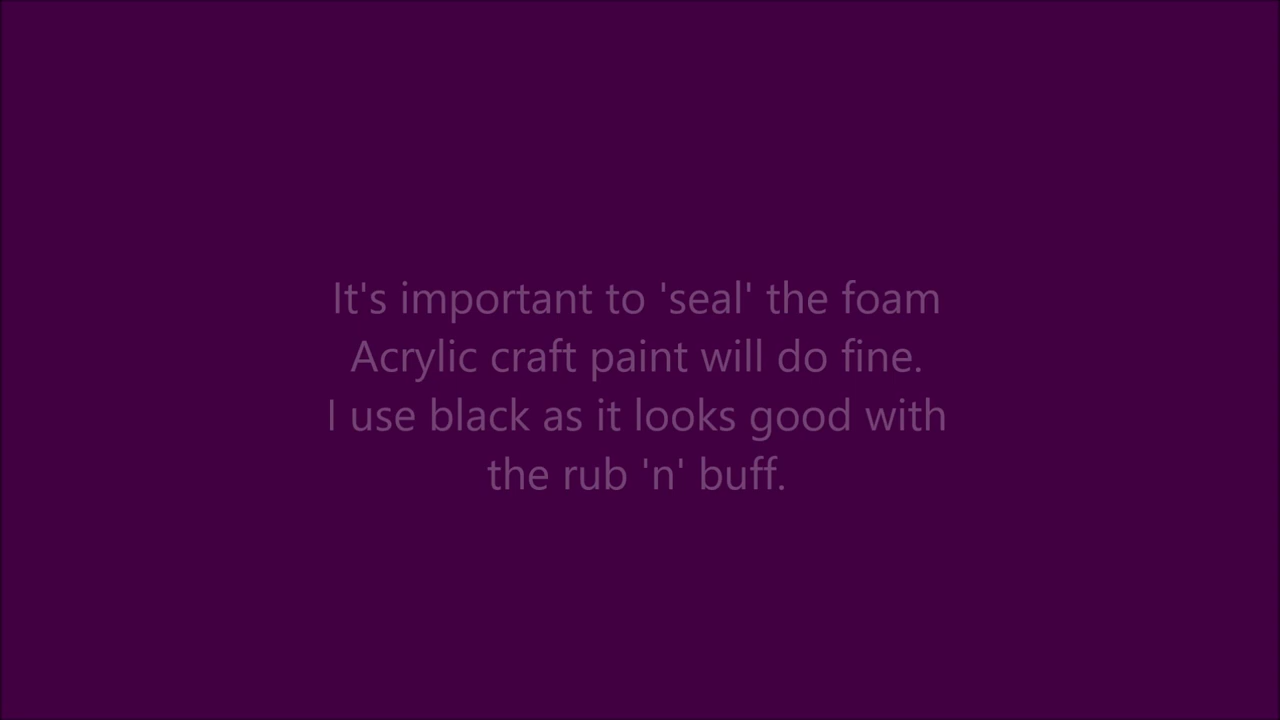 It's important to 'seal' the foam
Acrylic craft paint will do fine.
I use black as it looks good with
the rub 'n' buff.